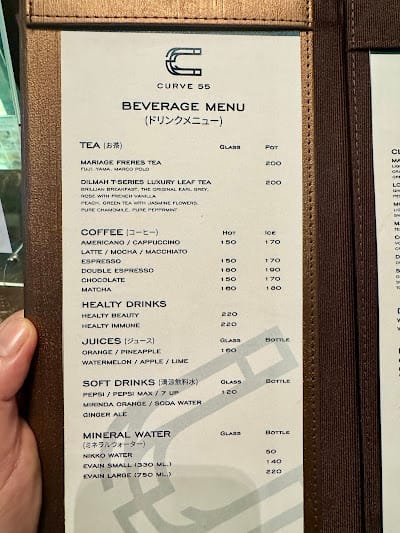 CURVE 55
BEVERAGE MENU
(ドリンクメニュー)
TEA (お茶) GLASS POT
MARIAGE FRERES TEA 200
FUJI, YAMA, MARCO POLO
DILMAH T-SERIES LUXURY LEAF TEA 200
BRILLIAN BREAKFAST, THE ORIGINAL EARL GREY,
ROSE WITH FRENCH VANILLA
PEACH, GREEN TEA WITH JASMINE FLOWERS,
PURE CHAMOMILE, PURE PEPPRMINT
COFFEE (コーヒー) HOT ICE
AMERICANO / CAPPUCCINO 150 170
LATTE / MOCHA / MACCHIATO
ESPRESSO 150 170
DOUBLE ESPRESSO 160 190
CHOCOLATE 150 170
MATCHA 160 180
HEALTY DRINKS
HEALTY BEAUTY 220
HEALTY IMMUNE 220
JUICES (ジュース) GLASS BOTTLE
ORANGE / PINEAPPLE 160
WATERMELON / APPLE / LIME
SOFT DRINKS (清涼飲料水) GLASS BOTTLE
PEPSI / PEPSI MAX / 7 UP 120
MIRINDA ORANGE / SODA WATER
GINGER ALE
MINERAL WATER GLASS BOTTLE
(ミネラルウォーター)
NIKKO WATER 50
EVAIN SMALL (330 ML.) 140
EVAIN LARGE (750 ML.) 220